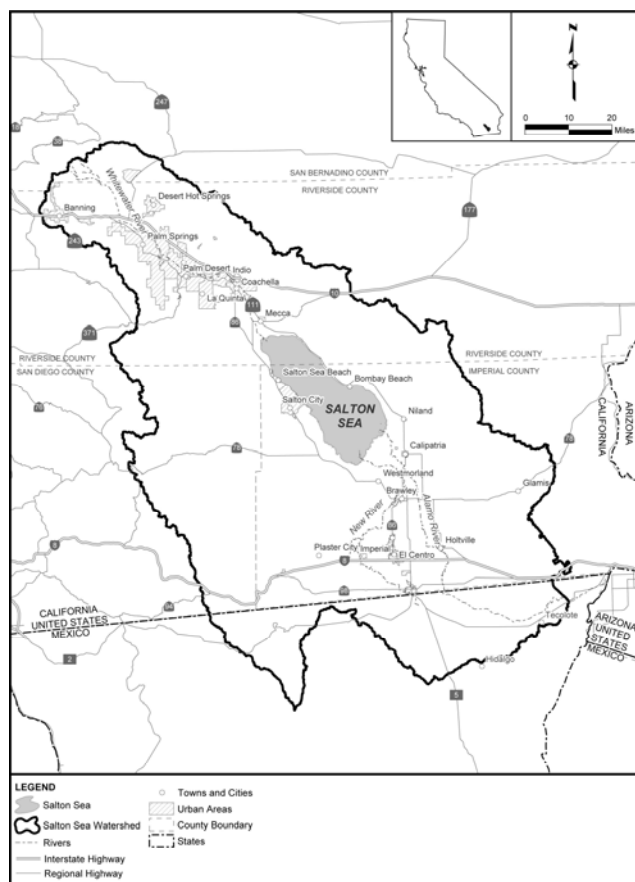 247
0 10 20
Miles
SAN BERNADINO COUNTY
RIVERSIDE COUNTY
Whitewater River
Desert Hot Springs
Banning
177
243
Palm Springs
Palm Desert
Indio
Coachella
La Quinta
111
10
Mecca
86
371
RIVERSIDE COUNTY
SAN DIEGO COUNTY
RIVERSIDE COUNTY
IMPERIAL COUNTY
Salton Sea Beach
Bombay Beach
SALTON
SEA
Salton City
Niland
CALIFORNIA
ARIZONA
78
78
Calipatria
Westmorland
Glamis
Brawley
New River
Alamo River
Holtville
Plaster City
Imperial
El Centro
8
8
94
CALIFORNIA
UNITED STATES
MEXICO
Tecolote
ARIZONA
UNITED STATES
MEXICO
Hidalgo
2
5
LEGEND
Salton Sea
Salton Sea Watershed
Rivers
Interstate Highway
Regional Highway
Towns and Cities
Urban Areas
County Boundary
States